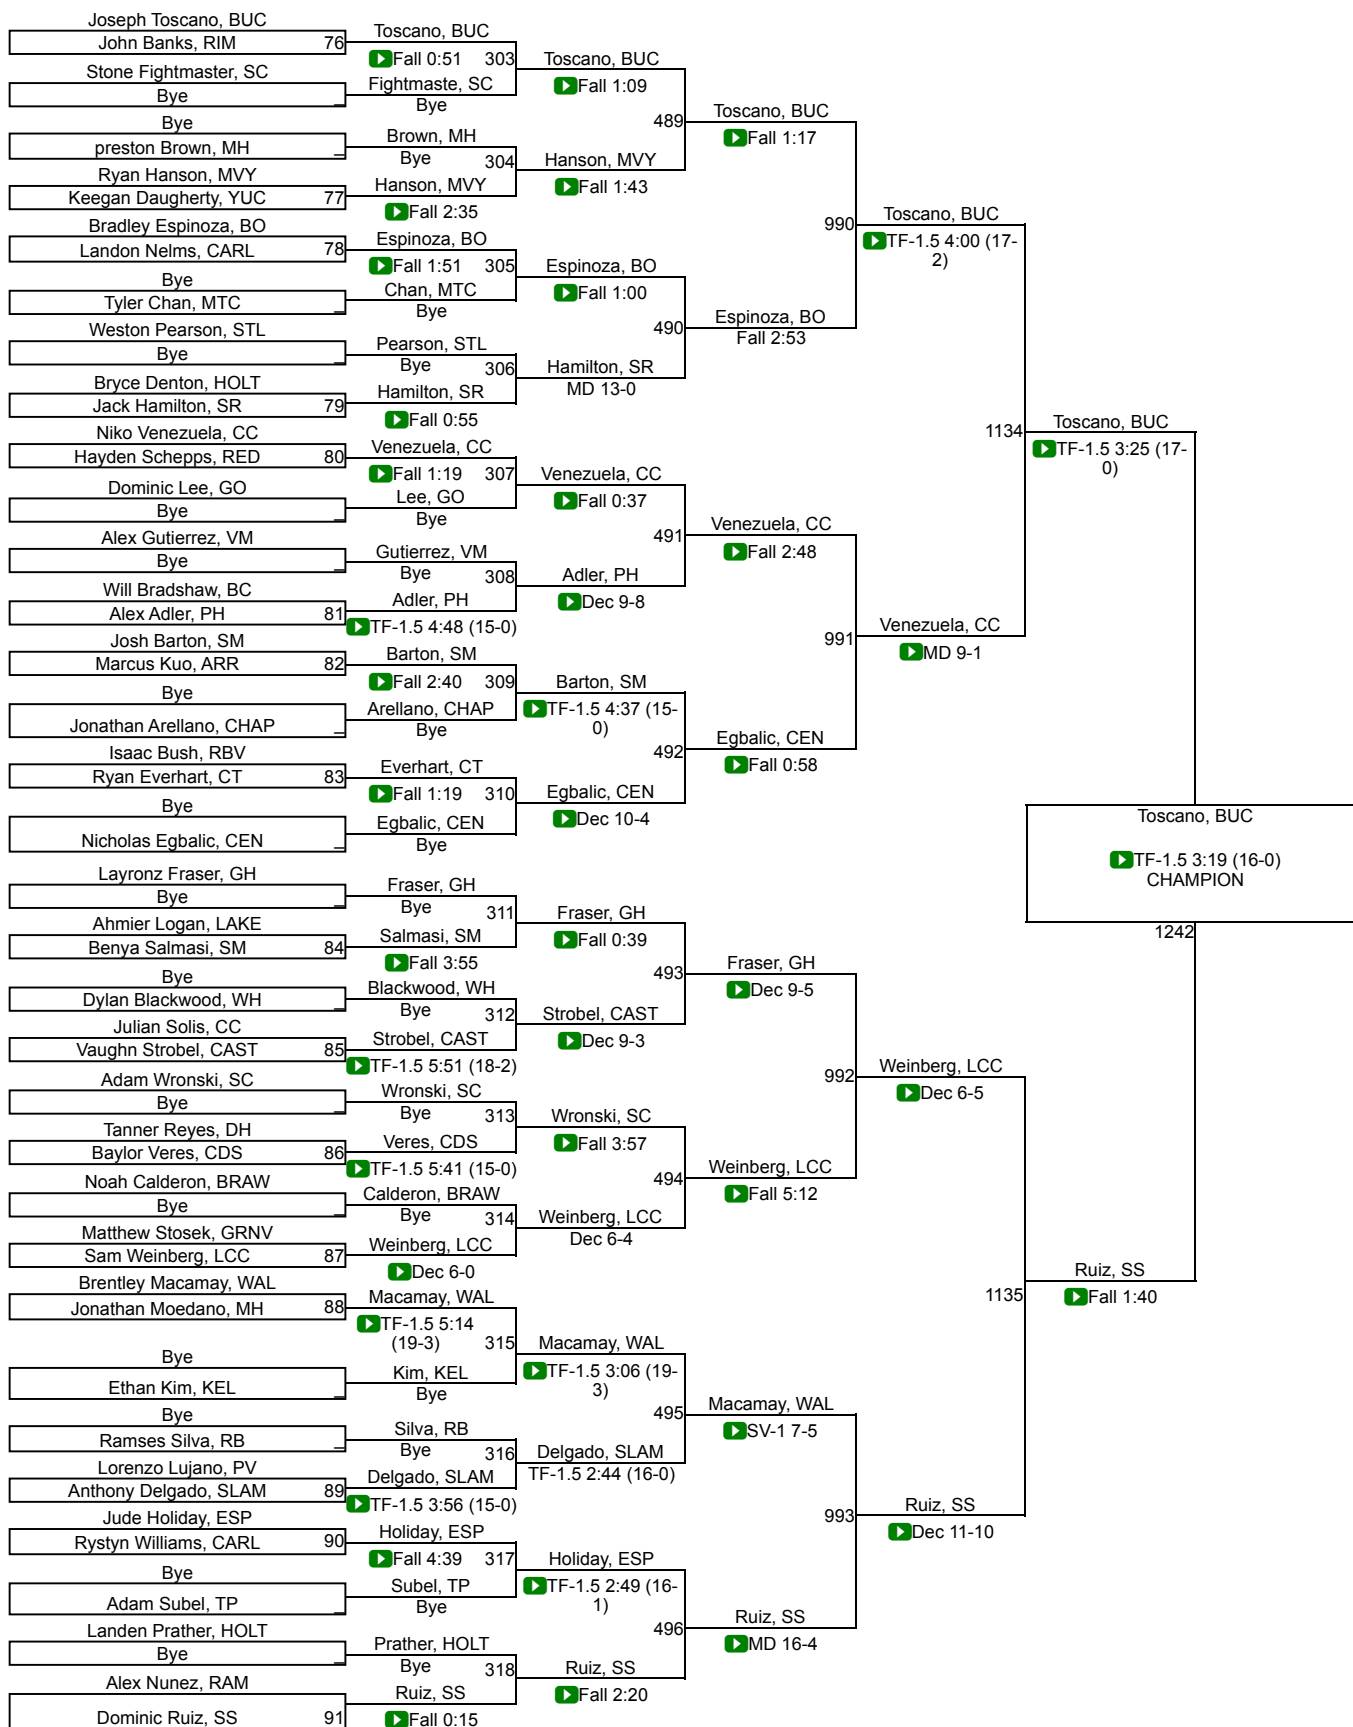 Joseph Toscano, BUC
John Banks, RIM 76
Stone Fightmaster, SC
Bye _
Bye
preston Brown, MH _
Ryan Hanson, MVY
Keegan Daugherty, YUC 77
Bradley Espinoza, BO
Landon Nelms, CARL 78
Bye
Tyler Chan, MTC _
Weston Pearson, STL
Bye _
Bryce Denton, HOLT
Jack Hamilton, SR 79
Niko Venezuela, CC
Hayden Schepps, RED 80
Dominic Lee, GO
Bye _
Alex Gutierrez, VM
Bye _
Will Bradshaw, BC
Alex Adler, PH 81
Josh Barton, SM
Marcus Kuo, ARR 82
Bye
Jonathan Arellano, CHAP _
Isaac Bush, RBV
Ryan Everhart, CT 83
Bye
Nicholas Egbalic, CEN _
Layronz Fraser, GH
Bye _
Ahmier Logan, LAKE
Benya Salmasi, SM 84
Bye
Dylan Blackwood, WH _
Julian Solis, CC
Vaughn Strobel, CAST 85
Adam Wronski, SC
Bye _
Tanner Reyes, DH
Baylor Veres, CDS 86
Noah Calderon, BRAW
Bye _
Matthew Stosek, GRNV
Sam Weinberg, LCC 87
Brentley Macamay, WAL
Jonathan Moedano, MH 88
Bye
Ethan Kim, KEL _
Bye
Ramses Silva, RB _
Lorenzo Lujano, PV
Anthony Delgado, SLAM 89
Jude Holiday, ESP
Rystyn Williams, CARL 90
Bye
Adam Subel, TP _
Landen Prather, HOLT
Bye _
Alex Nunez, RAM
Dominic Ruiz, SS 91
Toscano, BUC
Fall 0:51 303
Fightmaste, SC
Bye
Brown, MH
Bye 304
Hanson, MVY
Fall 2:35
Espinoza, BO
Fall 1:51 305
Chan, MTC
Bye
Pearson, STL
Bye 306
Hamilton, SR
Fall 0:55
Venezuela, CC
Fall 1:19 307
Lee, GO
Bye
Gutierrez, VM
Bye 308
Adler, PH
TF-1.5 4:48 (15-0)
Barton, SM
Fall 2:40 309
Arellano, CHAP
Bye
Everhart, CT
Fall 1:19 310
Egbalic, CEN
Bye
Fraser, GH
Bye 311
Salmasi, SM
Fall 3:55
Blackwood, WH
Bye 312
Strobel, CAST
TF-1.5 5:51 (18-2)
Wronski, SC
Bye 313
Veres, CDS
TF-1.5 5:41 (15-0)
Calderon, BRAW
Bye 314
Weinberg, LCC
Dec 6-0
Macamay, WAL
TF-1.5 5:14
(19-3) 315
Kim, KEL
Bye
Silva, RB
Bye 316
Delgado, SLAM
TF-1.5 3:56 (15-0)
Holiday, ESP
Fall 4:39 317
Subel, TP
Bye
Prather, HOLT
Bye 318
Ruiz, SS
Fall 0:15
Toscano, BUC
Fall 1:09
489
Hanson, MVY
Fall 1:43
Espinoza, BO
Fall 1:00
490
Hamilton, SR
MD 13-0
Venezuela, CC
Fall 0:37
491
Adler, PH
Dec 9-8
Barton, SM
TF-1.5 4:37 (15-
0)
492
Egbalic, CEN
Dec 10-4
Fraser, GH
Fall 0:39
493
Strobel, CAST
Dec 9-3
Wronski, SC
Fall 3:57
494
Weinberg, LCC
Dec 6-4
Macamay, WAL
TF-1.5 3:06 (19-
3)
495
Delgado, SLAM
TF-1.5 2:44 (16-0)
Holiday, ESP
TF-1.5 2:49 (16-
1)
496
Ruiz, SS
Fall 2:20
Toscano, BUC
Fall 1:17
990
Espinoza, BO
Fall 2:53
Venezuela, CC
Fall 2:48
991
Egbalic, CEN
Fall 0:58
Fraser, GH
Dec 9-5
992
Weinberg, LCC
Fall 5:12
Macamay, WAL
SV-1 7-5
993
Ruiz, SS
MD 16-4
Toscano, BUC
TF-1.5 4:00 (17-
2)
1134
Venezuela, CC
MD 9-1
Weinberg, LCC
Dec 6-5
1135
Ruiz, SS
Dec 11-10
Toscano, BUC
TF-1.5 3:25 (17-
0)
Ruiz, SS
Fall 1:40
Toscano, BUC
TF-1.5 3:19 (16-0)
CHAMPION
1242